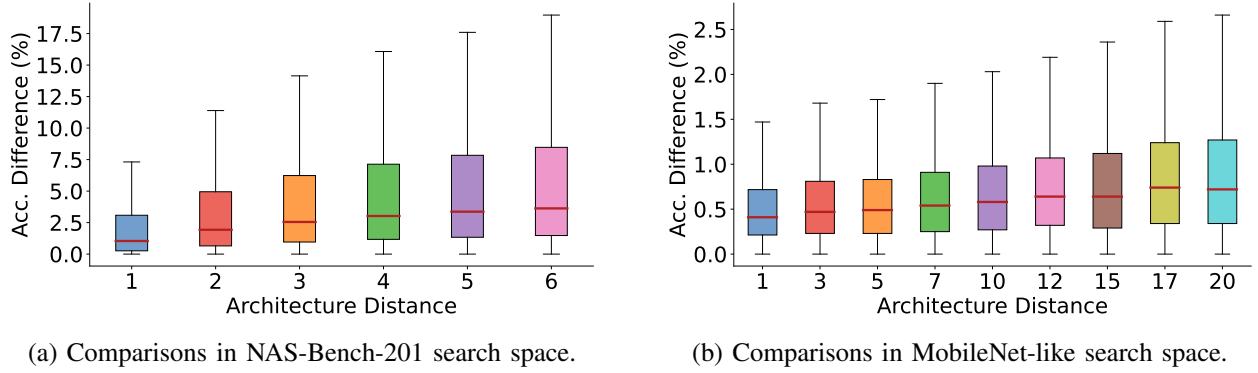 17.5
15.0
12.5
10.0
7.5
5.0
2.5
0.0
Acc. Difference (%)
1 2 3 4 5 6
Architecture Distance
(a) Comparisons in NAS-Bench-201 search space.
2.5
2.0
1.5
1.0
0.5
0.0
Acc. Difference (%)
1 3 5 7 10 12 15 17 20
Architecture Distance
(b) Comparisons in MobileNet-like search space.